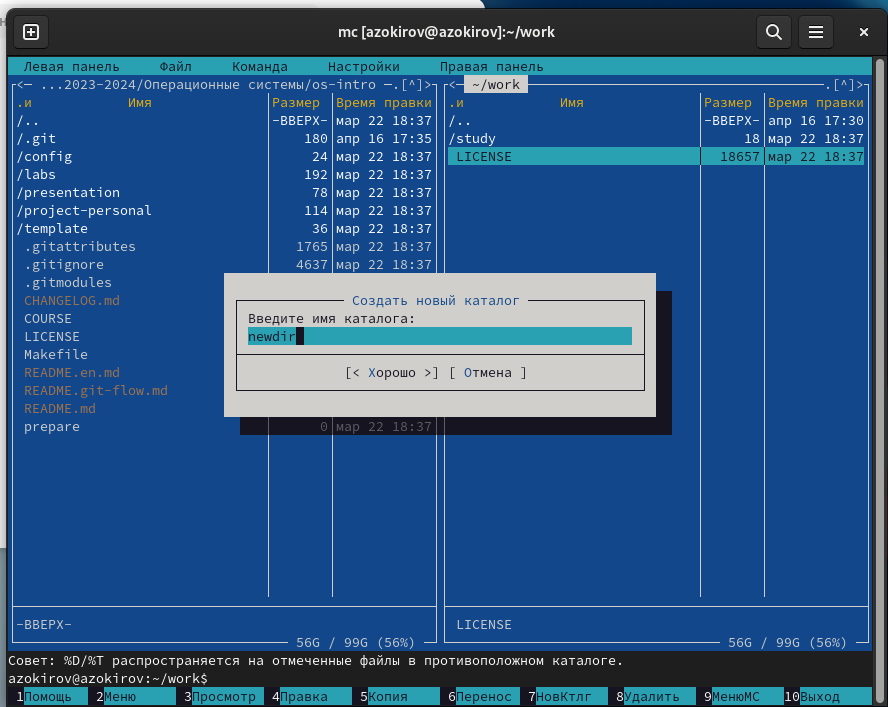 mc [azokirov@azokirov]:~/work
Левая панель Файл Команда Настройки Правая панель
<─ ...2023-2024/Операционные системы/os-intro ─.[^]> <─ ~/work .[^]>
.и Имя Размер Время правки .и Имя Размер Время правки
/.. -ВВЕРХ- мар 22 18:37 /.. -ВВЕРХ- апр 16 17:30
/.git 180 апр 16 17:35 /study 18 мар 22 18:37
/config 24 мар 22 18:37 LICENSE 18657 мар 22 18:37
/labs 192 мар 22 18:37
/presentation 78 мар 22 18:37
/project-personal 114 мар 22 18:37
/template 36 мар 22 18:37
.gitattributes 1765 мар 22 18:37
.gitignore 4637 мар 22 18:37
.gitmodules
CHANGELOG.md
COURSE
LICENSE
Makefile
README.en.md
README.git-flow.md
README.md
prepare 0 мар 22 18:37
Создать новый каталог
Введите имя каталога:
newdir
[< Хорошо >] [ Отмена ]
-ВВЕРХ- LICENSE
56G / 99G (56%) 56G / 99G (56%)
Совет: %D/%T распространяется на отмеченные файлы в противоположном каталоге.
azokirov@azokirov:~/work$
1Помощь 2Меню 3Просмотр 4Правка 5Копия 6Перенос 7НовКтлг 8Удалить 9МенюМС 10Выход